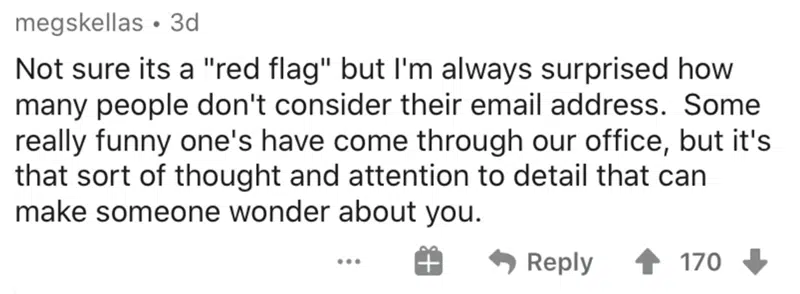 megskellas • 3d
Not sure its a "red flag" but I'm always surprised how
many people don't consider their email address.  Some
really funny one's have come through our office, but it's
that sort of thought and attention to detail that can
make someone wonder about you.
... Reply 170